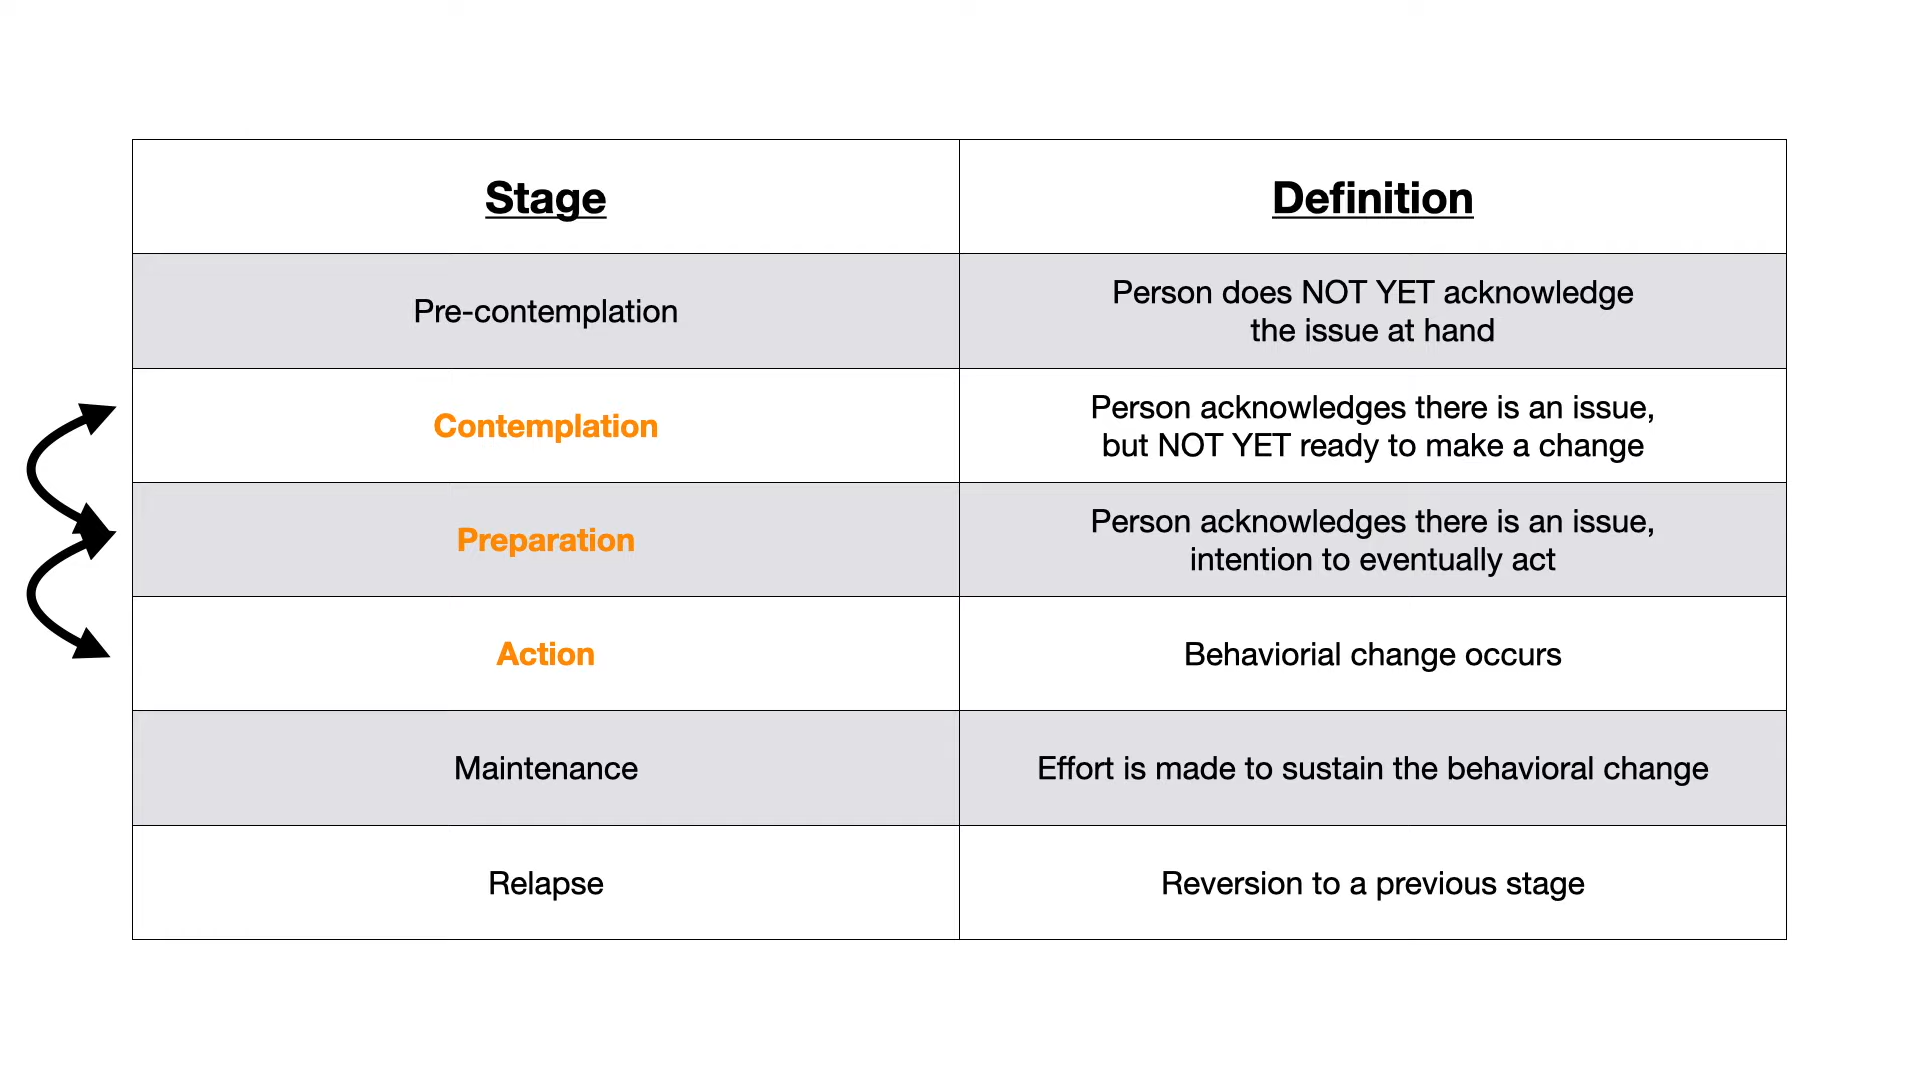 Stage
Definition
Pre-contemplation
Person does NOT YET acknowledge
the issue at hand
Contemplation
Person acknowledges there is an issue,
but NOT YET ready to make a change
Preparation
Person acknowledges there is an issue,
intention to eventually act
Action
Behaviorial change occurs
Maintenance
Effort is made to sustain the behavioral change
Relapse
Reversion to a previous stage